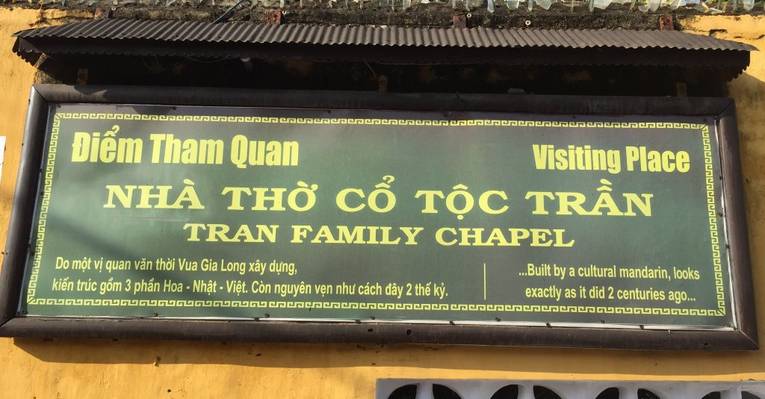 Điểm Tham Quan
Visiting Place
NHÀ THỜ CỔ TỘC TRẦN
TRAN FAMILY CHAPEL
Do một vị quan văn thời Vua Gia Long xây dựng,
kiến trúc gồm 3 phần Hoa - Nhật - Việt. Còn nguyên vẹn như cách dây 2 thế kỷ.
...Built by a cultural mandarin, looks
exactly as it did 2 centuries ago...